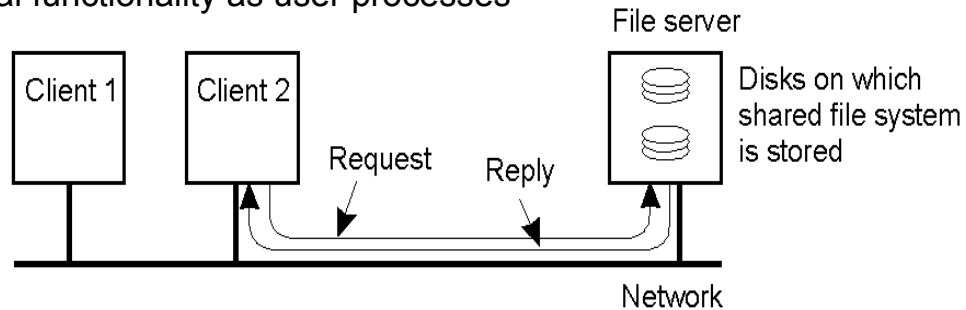 al functionality as user processes
File server
Client 1
Client 2
Disks on which
shared file system
is stored
Request
Reply
Network